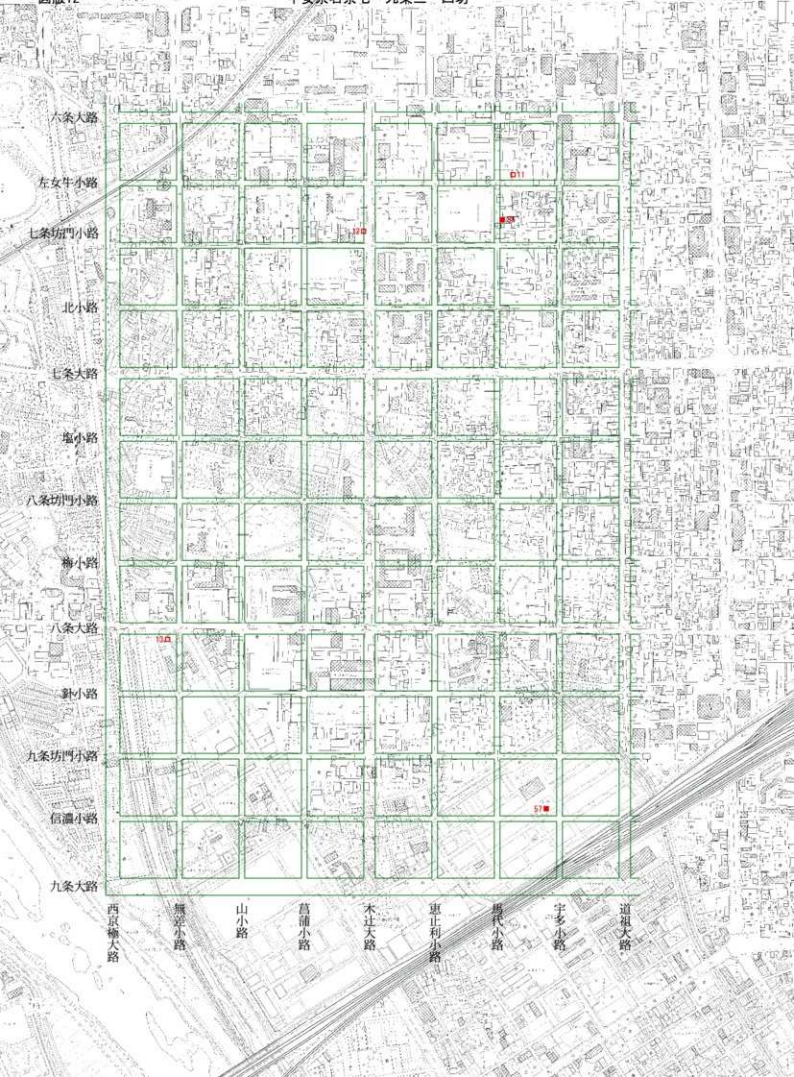 六条大路
左女牛小路
七条坊門小路
北小路
七条大路
塩小路
八条坊門小路
梅小路
八条大路
針小路
九条坊門小路
信濃小路
九条大路
11
12
13
57
西京極大路
無差小路
山小路
菖蒲小路
木辻大路
恵止利小路
馬代小路
宇多小路
道祖大路